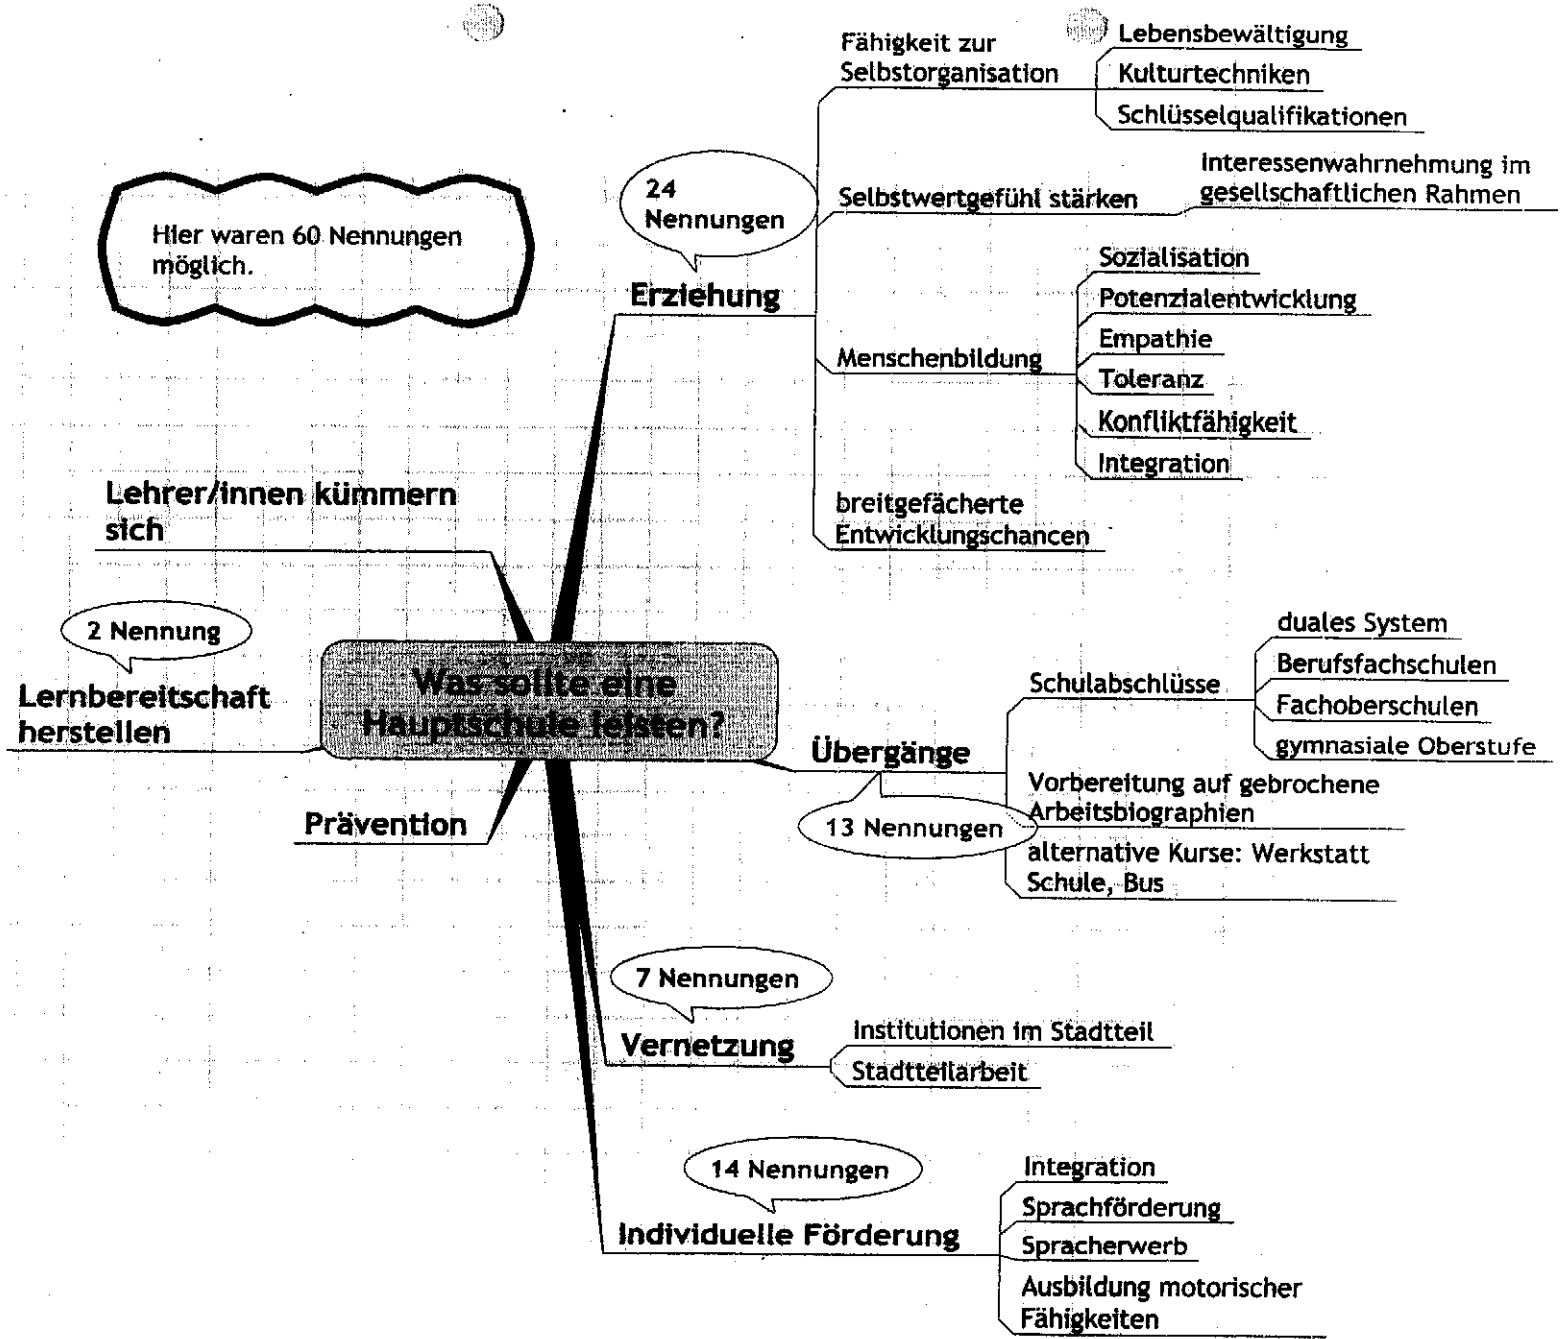 Fähigkeit zur
Selbstorganisation
Lebensbewältigung
Kulturtechniken
Schlüsselqualifikationen
24
Nennungen
Selbstwertgefühl stärken
Interessenwahrnehmung im
gesellschaftlichen Rahmen
Hier waren 60 Nennungen
möglich.
Erziehung
Menschenbildung
Sozialisation
Potenzialentwicklung
Empathie
Toleranz
Konfliktfähigkeit
Integration
breitgefächerte
Entwicklungschancen
Lehrer/innen kümmern
sich
2 Nennung
Lernbereitschaft
herstellen
Was sollte eine
Hauptschule leisten?
Prävention
Übergänge
13 Nennungen
Schulabschlüsse
duales System
Berufsfachschulen
Fachoberschulen
gymnasiale Oberstufe
Vorbereitung auf gebrochene
Arbeitsbiographien
alternative Kurse: Werkstatt
Schule, Bus
7 Nennungen
Vernetzung
Institutionen im Stadtteil
Stadtteilarbeit
14 Nennungen
Individuelle Förderung
Integration
Sprachförderung
Spracherwerb
Ausbildung motorischer
Fähigkeiten